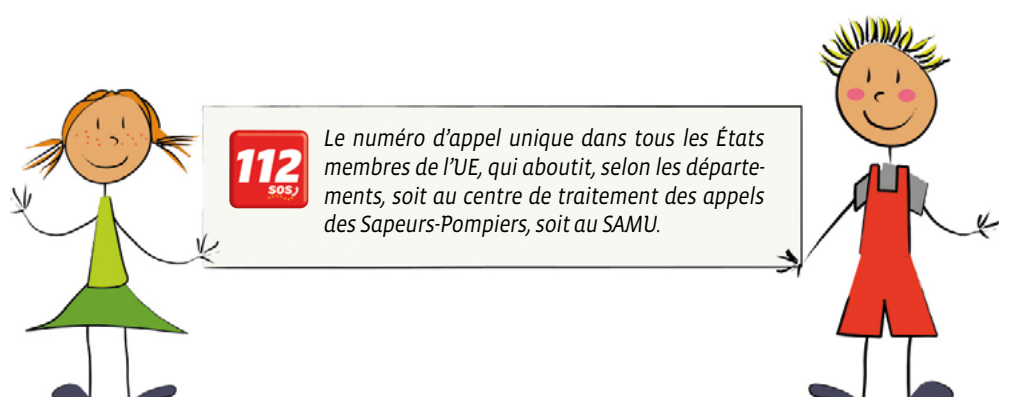 112
SOS
Le numéro d'appel unique dans tous les États
membres de l'UE, qui aboutit, selon les départe-
ments, soit au centre de traitement des appels
des Sapeurs-Pompiers, soit au SAMU.